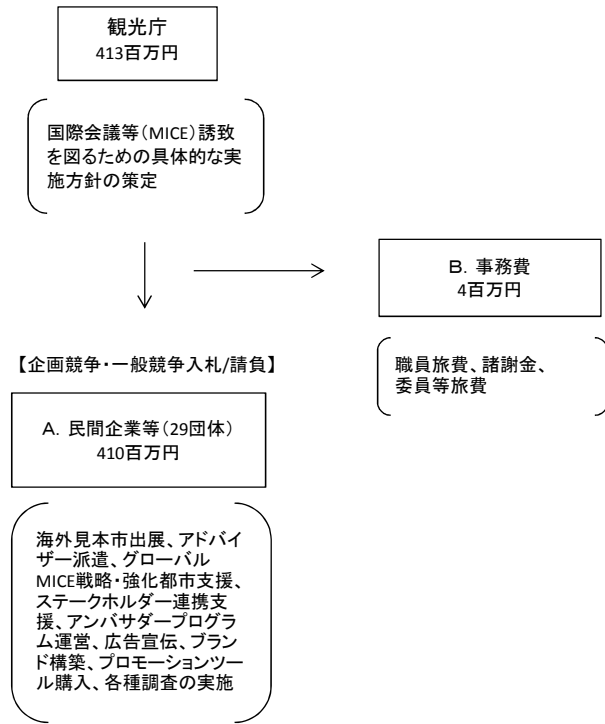 観光庁
413百万円
国際会議等(MICE)誘致
を図るための具体的な実
施方針の策定
B．事務費
4百万円
職員旅費、諸謝金、
委員等旅費
【企画競争・一般競争入札/請負】
A．民間企業等（29団体）
410百万円
海外見本市出展、アドバイ
ザー派遣、グローバル
MICE戦略・強化都市支援、
ステークホルダー連携支
援、アンバサダープログラ
ム運営、広告宣伝、ブラン
ド構築、プロモーションツー
ル購入、各種調査の実施